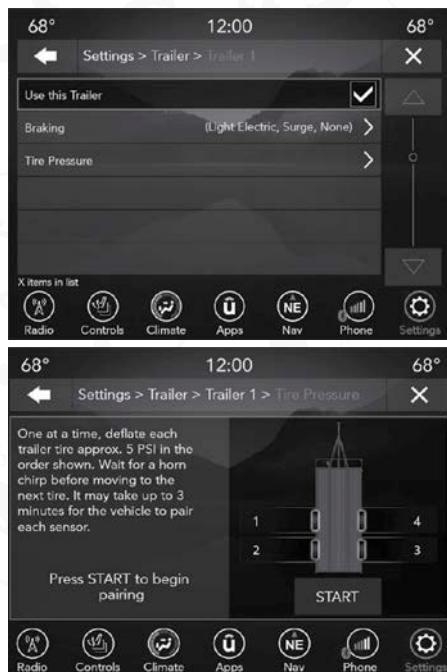 68° 12:00 68°
Settings > Trailer > Trailer 1
Use this Trailer
Braking (Light Electric, Surge, None)
Tire Pressure
X items in list
Radio Controls Climate Apps Nav Phone Settings
68° 12:00 68°
Settings > Trailer > Trailer 1 > Tire Pressure
One at a time, deflate each
trailer tire approx. 5 PSI in the
order shown. Wait for a horn
chirp before moving to the
next tire. It may take up to 3
minutes for the vehicle to pair
each sensor.
Press START to begin
pairing
1 4
2 3
START
Radio Controls Climate Apps Nav Phone Settings